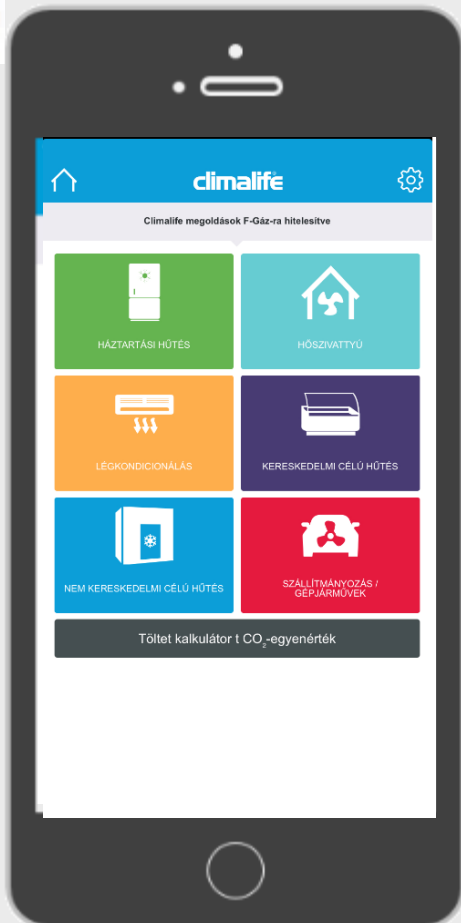 climalife
Climalife megoldások F-Gáz-ra hitelesitve
HÁZTARTÁSI HŰTÉS
HŐSZIVATTYÚ
LÉGKONDICIONÁLÁS
KERESKEDELMI CÉLÚ HŰTÉS
NEM KERESKEDELMI CÉLÚ HŰTÉS
SZÁLLÍTMÁNYOZÁS /
GÉPJÁRMŰVEK
Töltet kalkulátor t CO₂-egyenérték